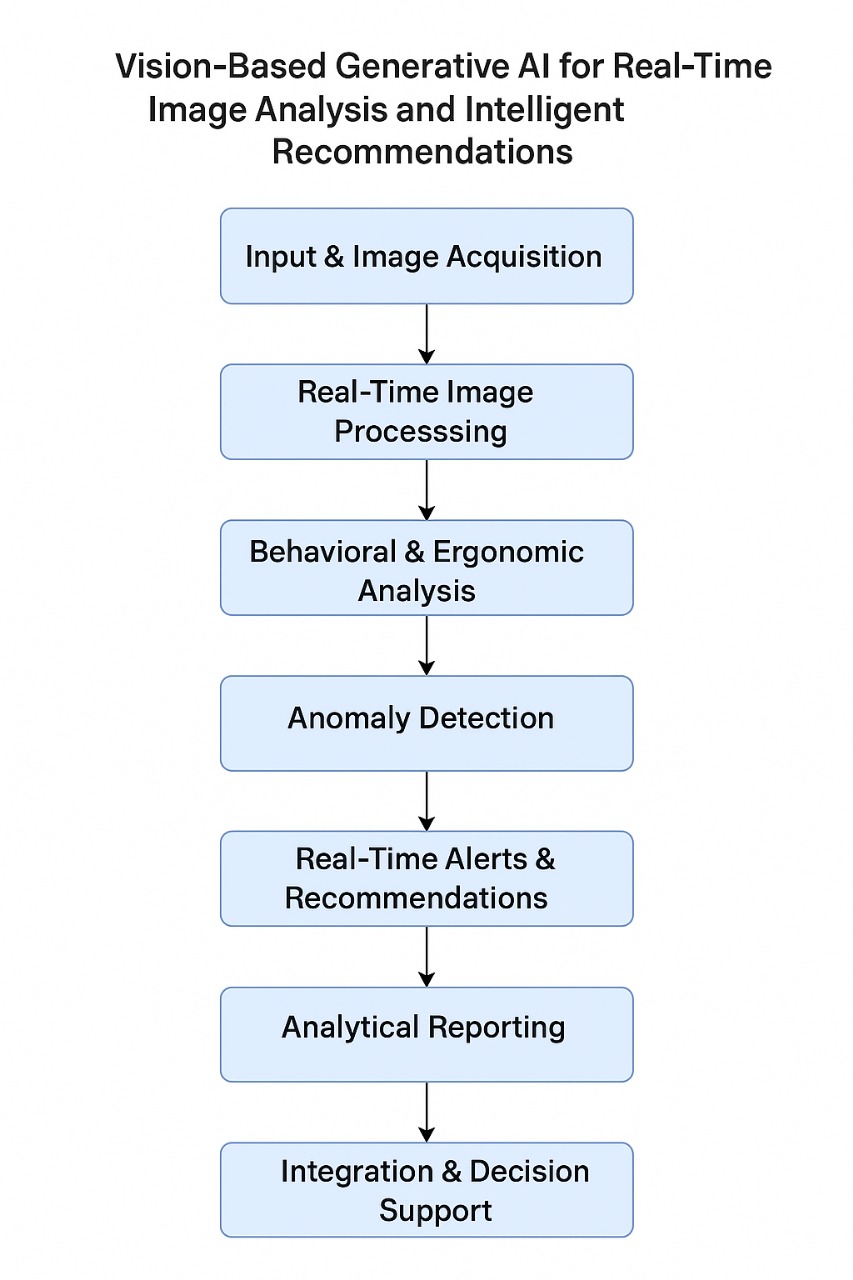 Vision-Based Generative AI for Real-Time
Image Analysis and Intelligent
Recommendations
Input & Image Acquisition
Real-Time Image
Processsing
Behavioral & Ergonomic
Analysis
Anomaly Detection
Real-Time Alerts &
Recommendations
Analytical Reporting
Integration & Decision
Support